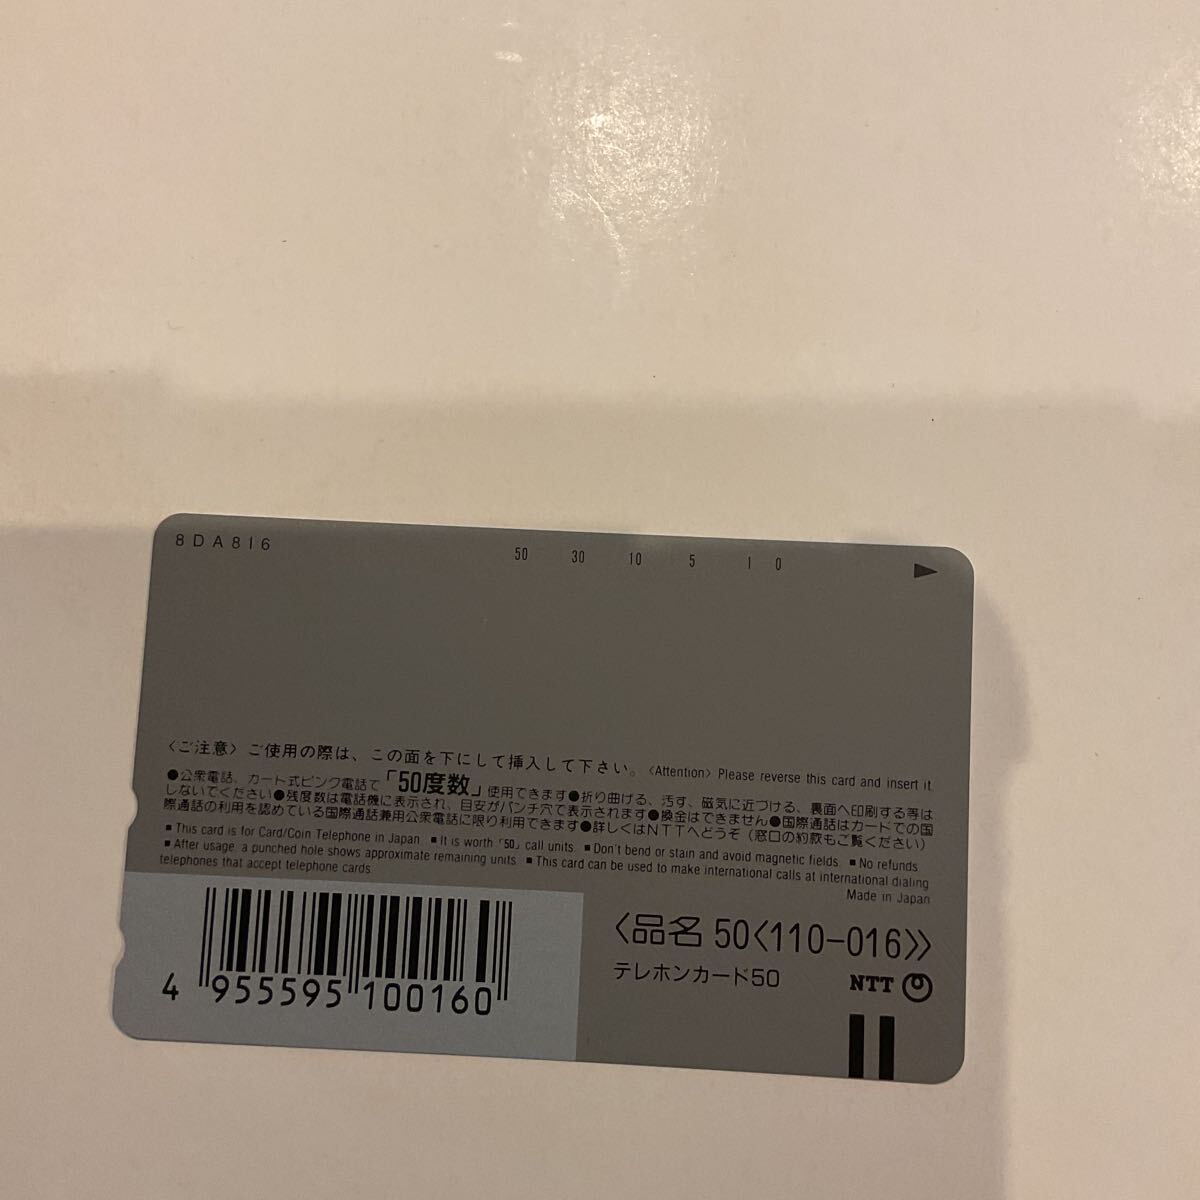 8DA816
50 30 10 5 1 0
〈ご注意〉ご使用の際は、この面を下にして挿入して下さい。〈Attention〉Please reverse this card and insert it.
●公衆電話、カード式ピンク電話で「50度数」使用できます●折り曲げる、汚す、磁気に近づける、裏面へ印刷する等は
しないでください●残度数は電話機に表示され、目安がパンチ穴で表示されます●換金はできません●国際通話はカードでの国
際通話の利用を認めている国際通話兼用公衆電話に限り利用できます●詳しくはNTTへどうぞ（窓口の約款もご覧ください）
■This card is for Card/Coin Telephone in Japan. ■It is worth「50」call units. ■Don't bend or stain and avoid magnetic fields. ■No refunds.
■After usage, a punched hole shows approximate remaining units. ■This card can be used to make international calls at international dialing
telephones that accept telephone cards.
Made in Japan
〈品名 50〈110-016〉〉
テレホンカード50
NTT
4 955595 100160